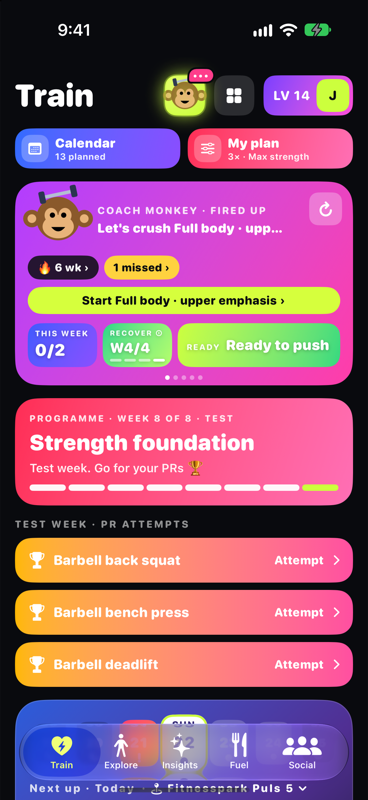 9:41
Train
LV 14 J
Calendar
13 planned
My plan
3× · Max strength
COACH MONKEY · FIRED UP
Let's crush Full body · upp...
🔥 6 wk ›
1 missed ›
Start Full body · upper emphasis ›
THIS WEEK
0/2
RECOVER
W4/4
READY Ready to push
PROGRAMME · WEEK 8 OF 8 · TEST
Strength foundation
Test week. Go for your PRs 🏆
TEST WEEK · PR ATTEMPTS
Barbell back squat Attempt
Barbell bench press Attempt
Barbell deadlift Attempt
SUN
Train
Explore
Insights
Fuel
Social
Next up · Today
Fitnesspark Puls 5